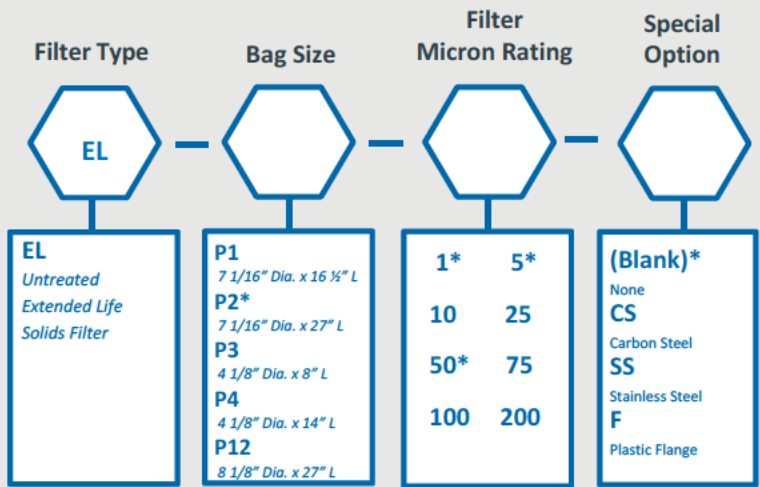 Filter Type
Bag Size
Filter
Micron Rating
Special
Option
EL
EL
Untreated
Extended Life
Solids Filter
P1
7 1/16” Dia. x 16 ½” L
P2*
7 1/16” Dia. x 27” L
P3
4 1/8” Dia. x 8” L
P4
4 1/8” Dia. x 14” L
P12
8 1/8” Dia. x 27” L
1* 5*
10 25
50* 75
100 200
(Blank)*
None
CS
Carbon Steel
SS
Stainless Steel
F
Plastic Flange